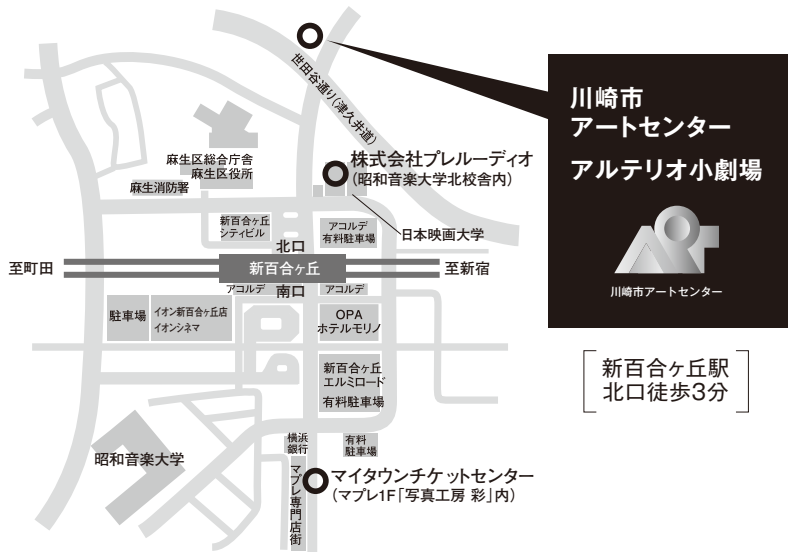 世田谷通り(津久井道)
川崎市
アートセンター
アルテリオ小劇場
ART
川崎市アートセンター
新百合ヶ丘駅
北口徒歩3分
麻生区総合庁舎
麻生区役所
麻生消防署
株式会社プレルーディオ
(昭和音楽大学北校舎内)
日本映画大学
新百合ヶ丘
シティビル
アコルデ
有料駐車場
北口
至町田
新百合ヶ丘
至新宿
アコルデ
南口
アコルデ
駐車場
イオン新百合ヶ丘店
イオンシネマ
OPA
ホテルモリノ
新百合ヶ丘
エルミロード
有料駐車場
昭和音楽大学
横浜
銀行
有料
駐車場
マプレ専門店街
マイタウンチケットセンター
(マプレ1F「写真工房 彩」内)